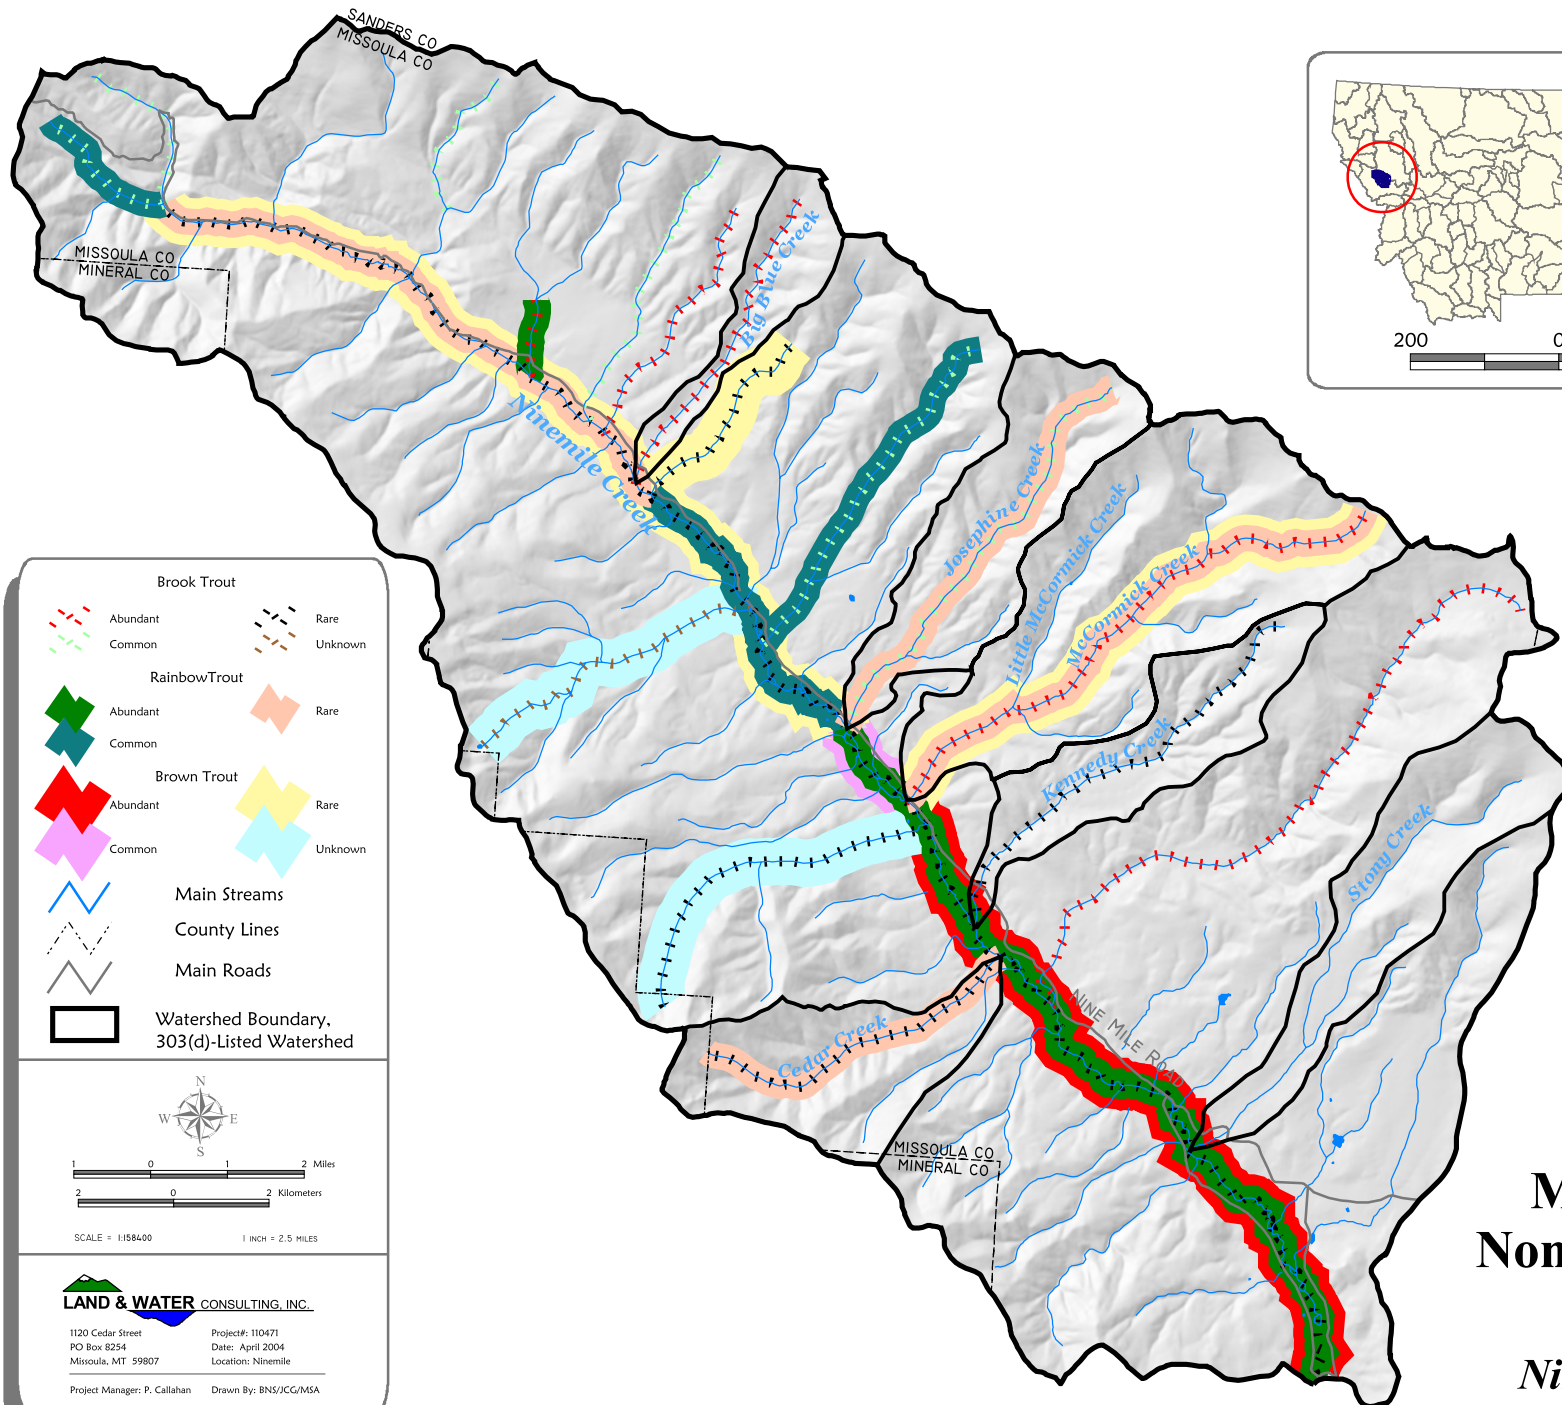 SANDERS CO
MISSOULA CO
MISSOULA CO
MINERAL CO
Big Blue Creek
Ninemile Creek
Josephine Creek
Little McCormick Creek
McCormick Creek
Kennedy Creek
Stony Creek
Cedar Creek
NINE MILE ROAD
MISSOULA CO
MINERAL CO
200 0
Brook Trout
Abundant Rare
Common Unknown
RainbowTrout
Abundant Rare
Common
Brown Trout
Abundant Rare
Common Unknown
Main Streams
County Lines
Main Roads
Watershed Boundary,
303(d)-Listed Watershed
N
W E
S
1 0 1 2 Miles
2 0 2 Kilometers
SCALE = 1:158400 1 INCH = 2.5 MILES
LAND & WATER CONSULTING, INC.
1120 Cedar Street Project#: 110471
PO Box 8254 Date: April 2004
Missoula, MT 59807 Location: Ninemile
Project Manager: P. Callahan Drawn By: BNS/JCG/MSA
M
Non
Ni